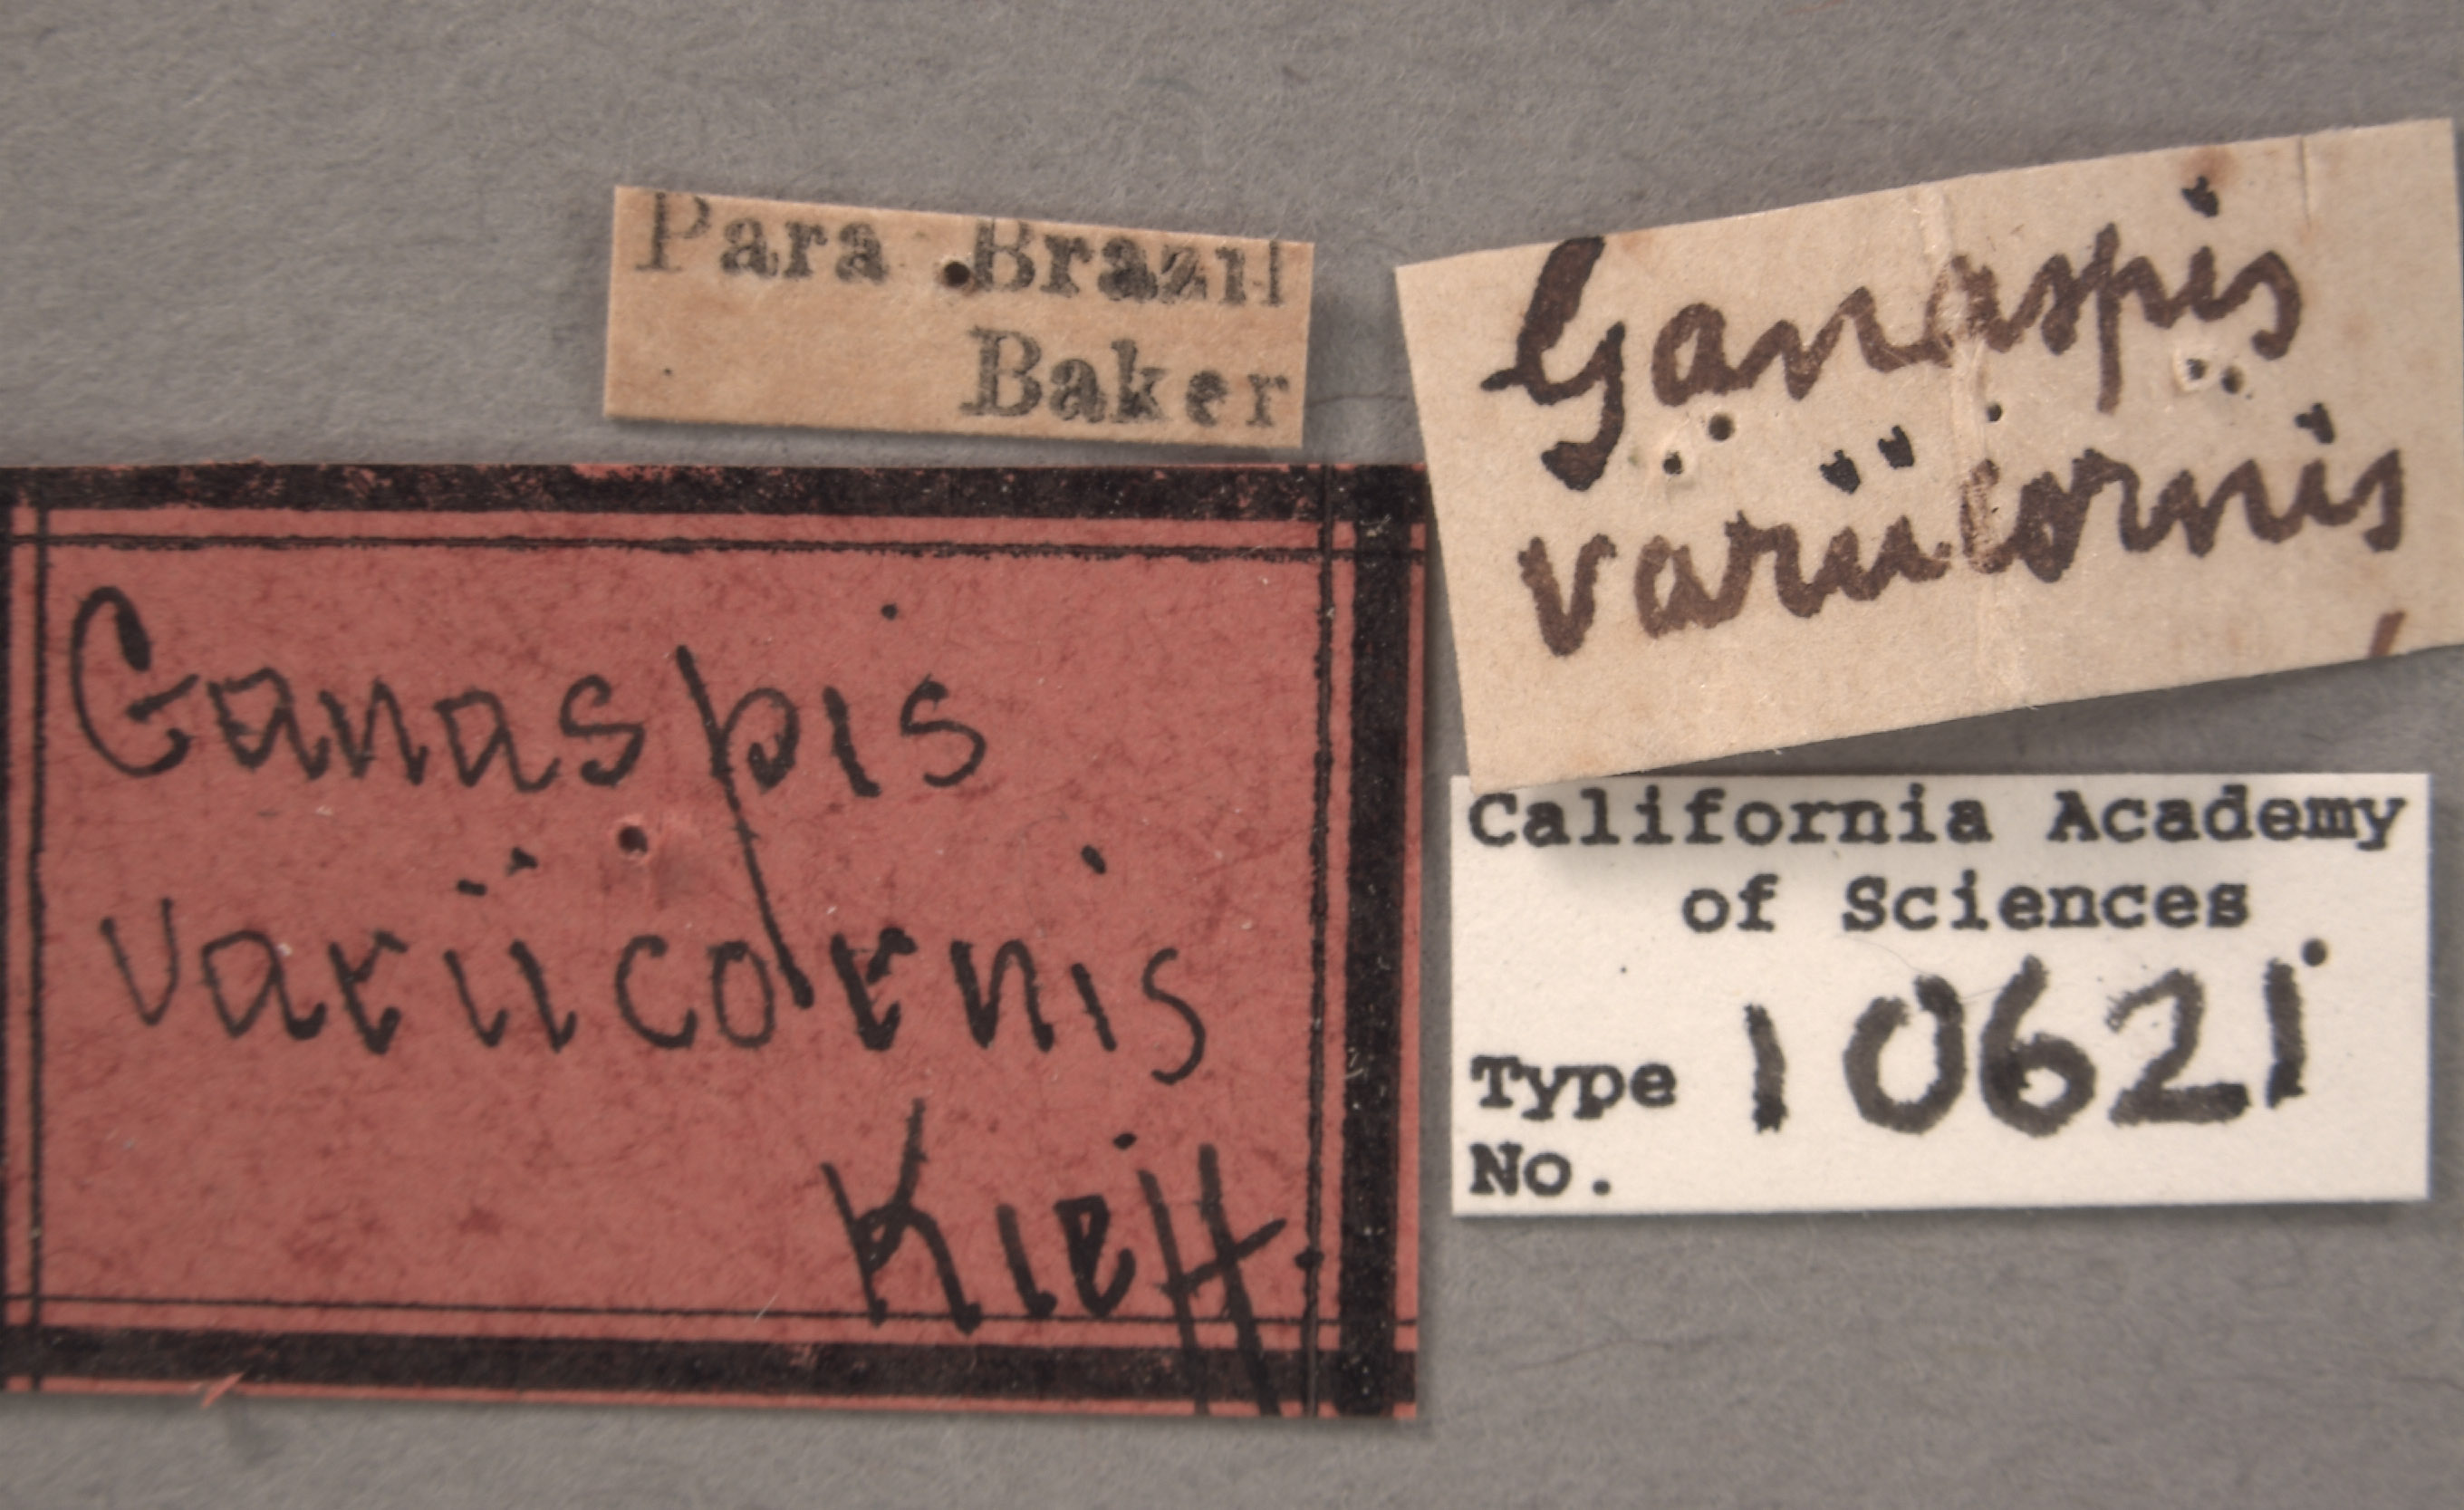 Para Brazil
Baker
Ganaspis
variicornis
Ganaspis
variicornis
Kieff.
California Academy
of Sciences
Type 10621
No.